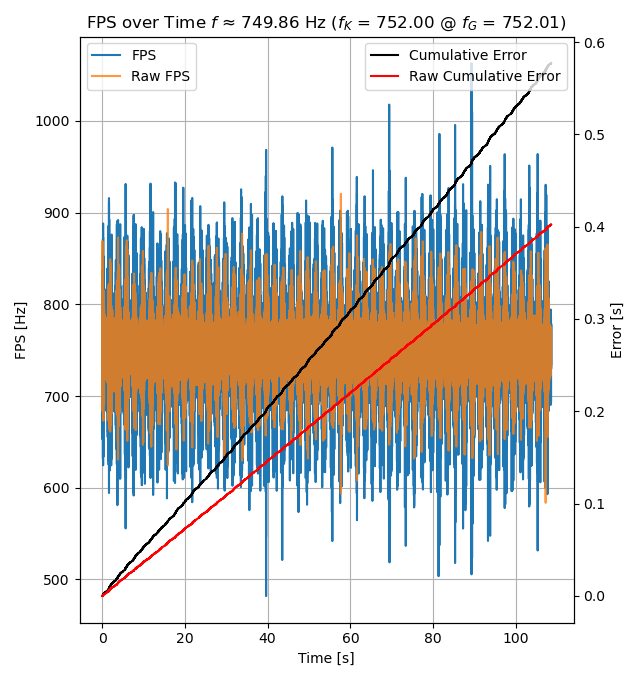 FPS over Time f ≈ 749.86 Hz (f_K = 752.00 @ f_G = 752.01)
FPS
Raw FPS
Cumulative Error
Raw Cumulative Error
FPS [Hz]
1000
900
800
700
600
500
0.6
0.5
0.4
0.3
0.2
0.1
0.0
Error [s]
0 20 40 60 80 100
Time [s]